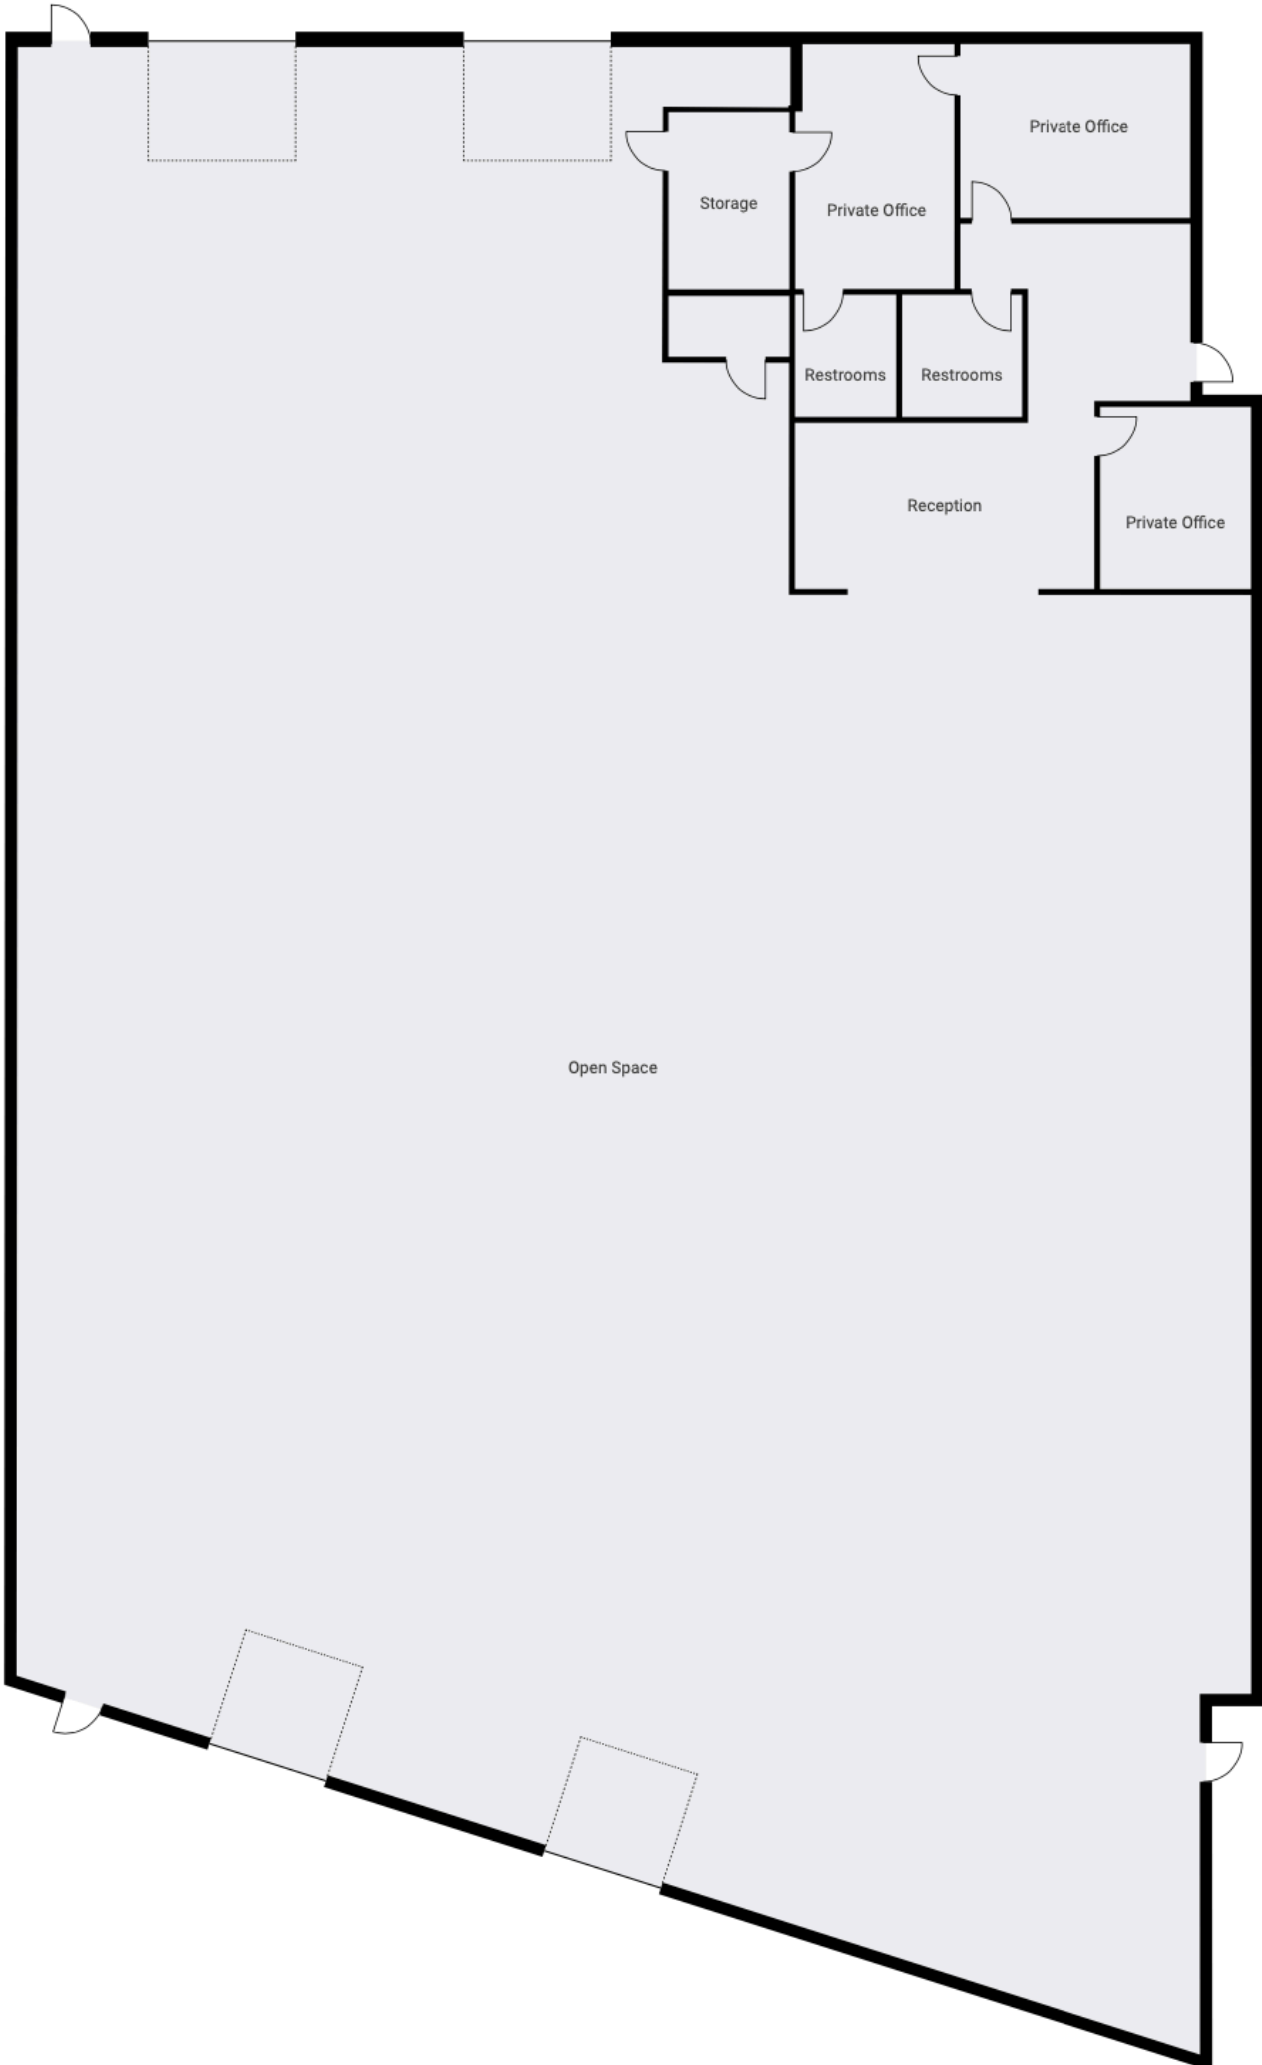 Private Office
Storage
Private Office
Restrooms
Restrooms
Reception
Private Office
Open Space